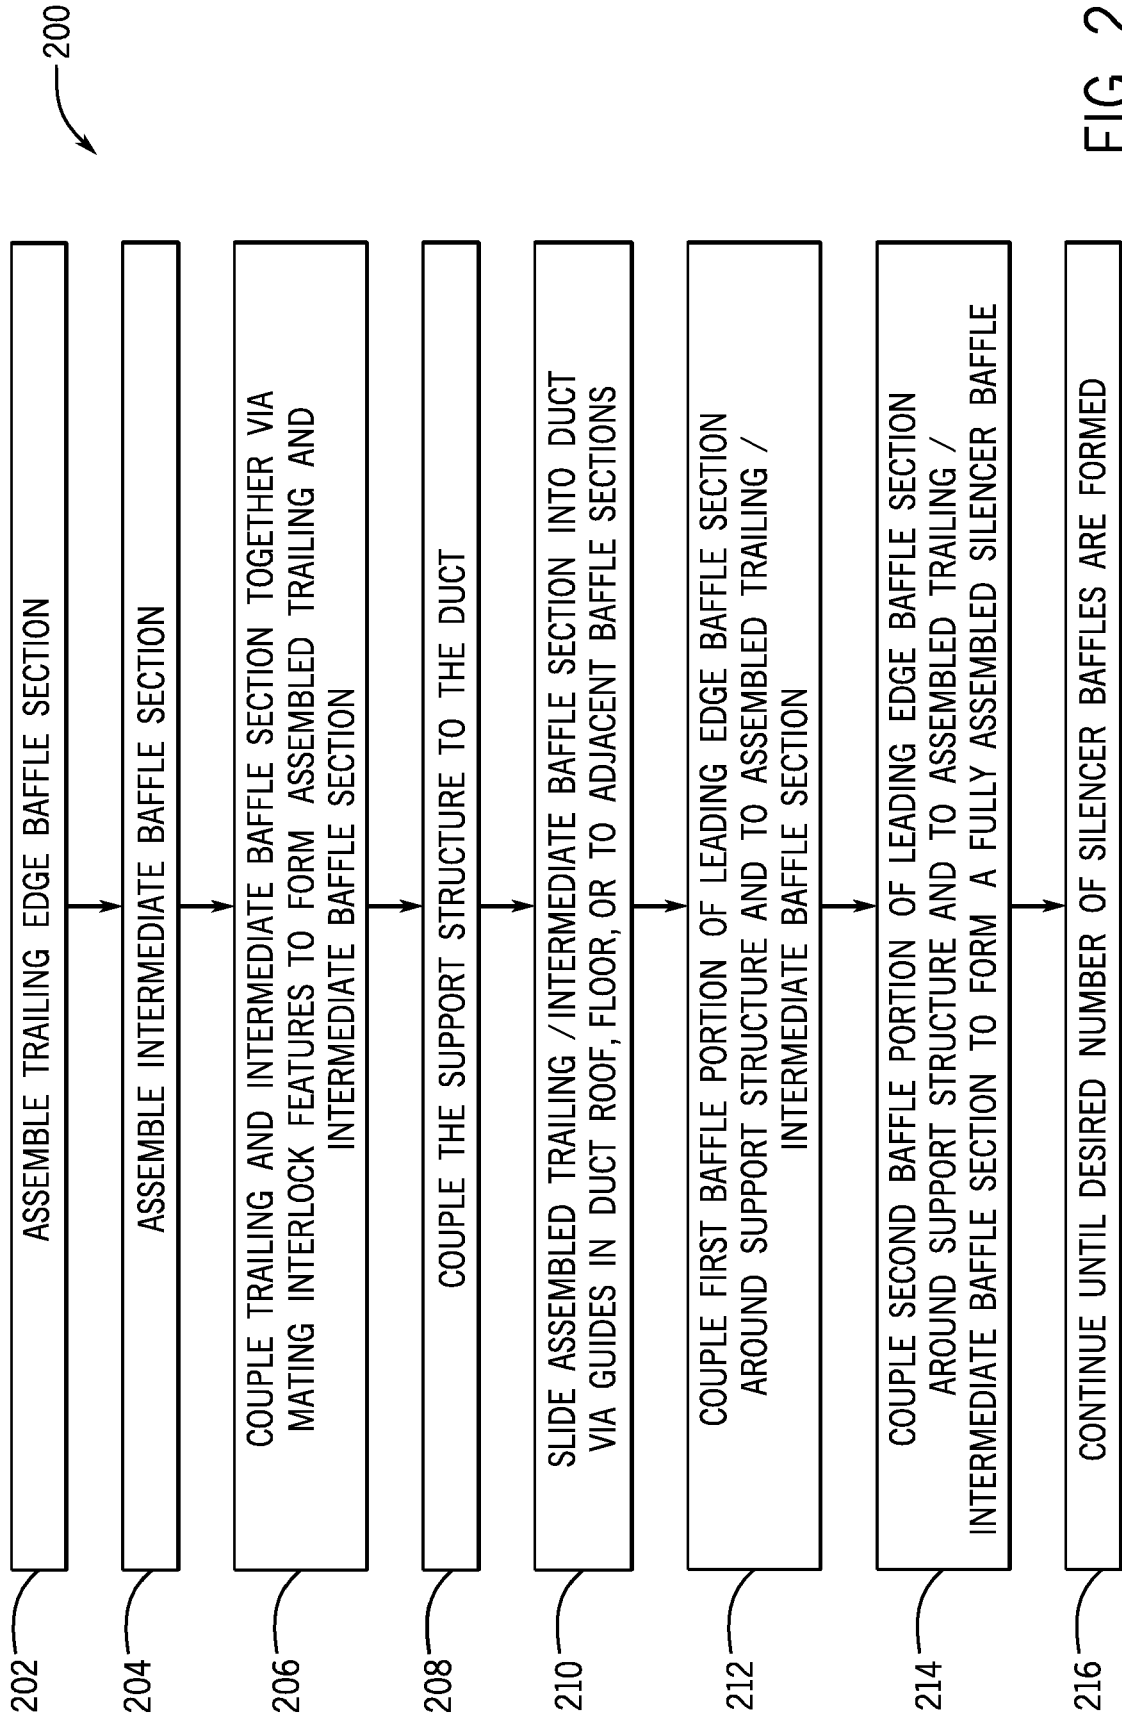 200
202
ASSEMBLE TRAILING EDGE BAFFLE SECTION
204
ASSEMBLE INTERMEDIATE BAFFLE SECTION
206
COUPLE TRAILING AND INTERMEDIATE BAFFLE SECTION TOGETHER VIA
MATING INTERLOCK FEATURES TO FORM ASSEMBLED TRAILING AND
INTERMEDIATE BAFFLE SECTION
208
COUPLE THE SUPPORT STRUCTURE TO THE DUCT
210
SLIDE ASSEMBLED TRAILING / INTERMEDIATE BAFFLE SECTION INTO DUCT
VIA GUIDES IN DUCT ROOF, FLOOR, OR TO ADJACENT BAFFLE SECTIONS
212
COUPLE FIRST BAFFLE PORTION OF LEADING EDGE BAFFLE SECTION
AROUND SUPPORT STRUCTURE AND TO ASSEMBLED TRAILING /
INTERMEDIATE BAFFLE SECTION
214
COUPLE SECOND BAFFLE PORTION OF LEADING EDGE BAFFLE SECTION
AROUND SUPPORT STRUCTURE AND TO ASSEMBLED TRAILING /
INTERMEDIATE BAFFLE SECTION TO FORM A FULLY ASSEMBLED SILENCER BAFFLE
216
CONTINUE UNTIL DESIRED NUMBER OF SILENCER BAFFLES ARE FORMED
FIG. 2